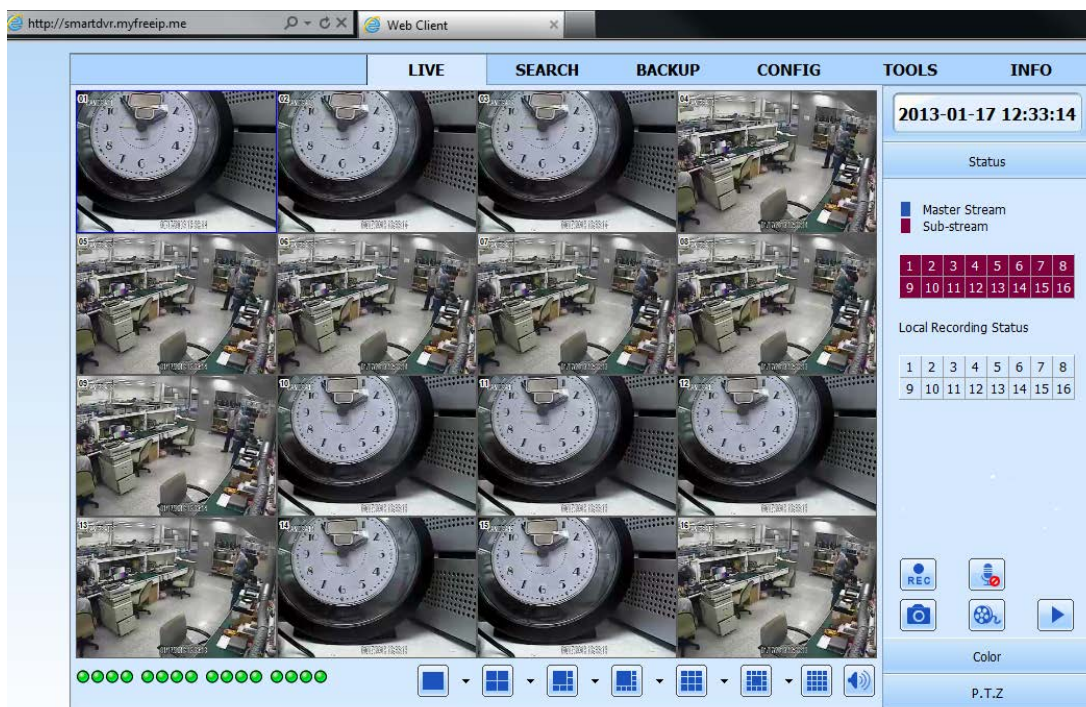 http://smartdvr.myfreeip.me
Web Client
LIVE SEARCH BACKUP CONFIG TOOLS INFO
2013-01-17 12:33:14
Status
Master Stream
Sub-stream
1 2 3 4 5 6 7 8
9 10 11 12 13 14 15 16
Local Recording Status
1 2 3 4 5 6 7 8
9 10 11 12 13 14 15 16
01 02 03 04
05 06 07 08
09 10 11 12
13 14 15 16
REC
Color
P.T.Z